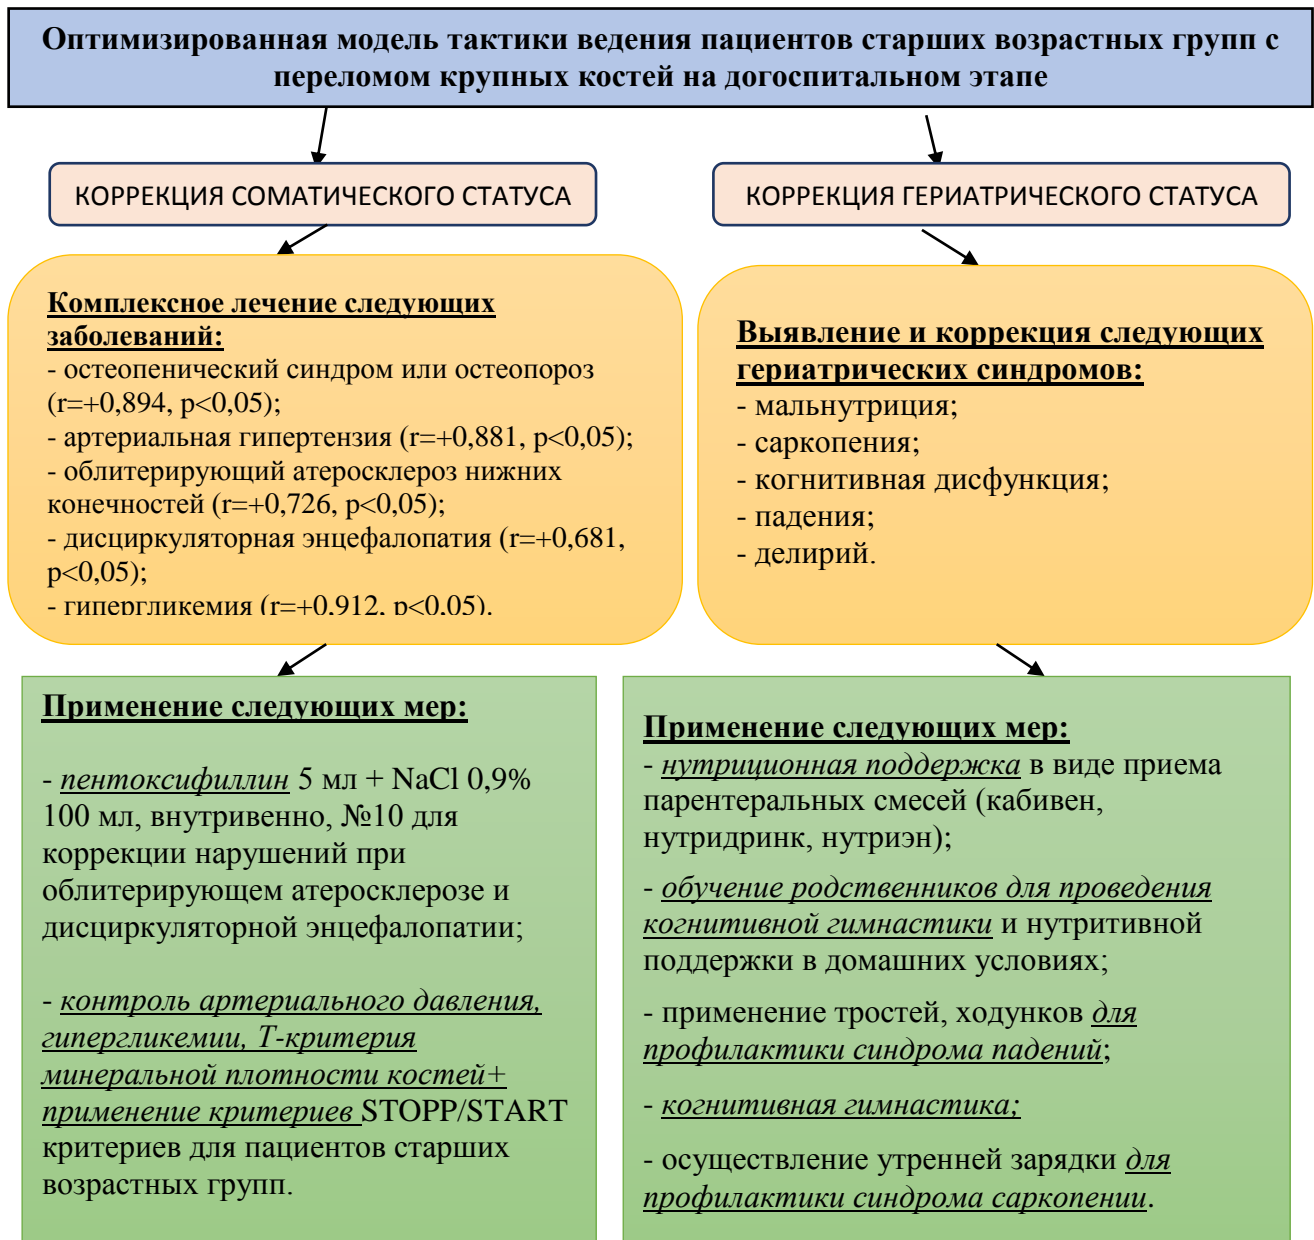 Оптимизированная модель тактики ведения пациентов старших возрастных групп с
переломом крупных костей на догоспитальном этапе
КОРРЕКЦИЯ СОМАТИЧЕСКОГО СТАТУСА
КОРРЕКЦИЯ ГЕРИАТРИЧЕСКОГО СТАТУСА
Комплексное лечение следующих
заболеваний:
- остеопенический синдром или остеопороз
(r=+0,894, p<0,05);
- артериальная гипертензия (r=+0,881, p<0,05);
- облитерирующий атеросклероз нижних
конечностей (r=+0,726, p<0,05);
- дисциркуляторная энцефалопатия (r=+0,681,
p<0,05);
- гипергликемия (r=+0,912, p<0,05).
Выявление и коррекция следующих
гериатрических синдромов:
- мальнутриция;
- саркопения;
- когнитивная дисфункция;
- падения;
- делирий.
Применение следующих мер:
- пентоксифиллин 5 мл + NaCl 0,9%
100 мл, внутривенно, №10 для
коррекции нарушений при
облитерирующем атеросклерозе и
дисциркуляторной энцефалопатии;
- контроль артериального давления,
гипергликемии, Т-критерия
минеральной плотности костей+
применение критериев STOPP/START
критериев для пациентов старших
возрастных групп.
Применение следующих мер:
- нутриционная поддержка в виде приема
парентеральных смесей (кабивен,
нутридринк, нутриэн);
- обучение родственников для проведения
когнитивной гимнастики и нутритивной
поддержки в домашних условиях;
- применение тростей, ходунков для
профилактики синдрома падений;
- когнитивная гимнастика;
- осуществление утренней зарядки для
профилактики синдрома саркопении.